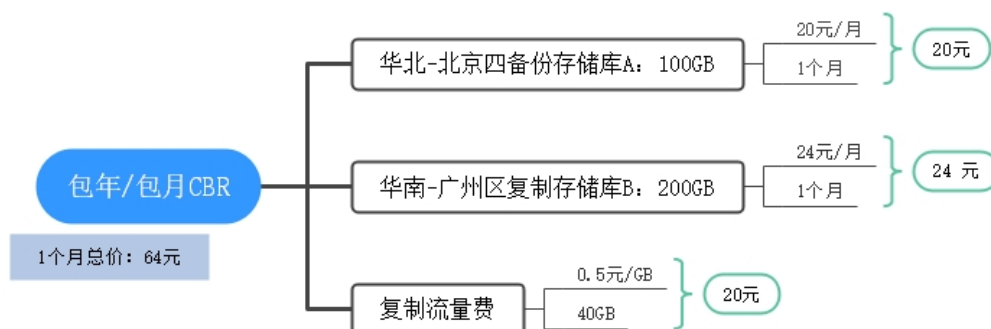 包年/包月CBR
1个月总价: 64元
华北-北京四备份存储库A: 100GB
20元/月
1个月
20元
华南-广州区复制存储库B: 200GB
24元/月
1个月
24 元
复制流量费
0.5元/GB
40GB
20元